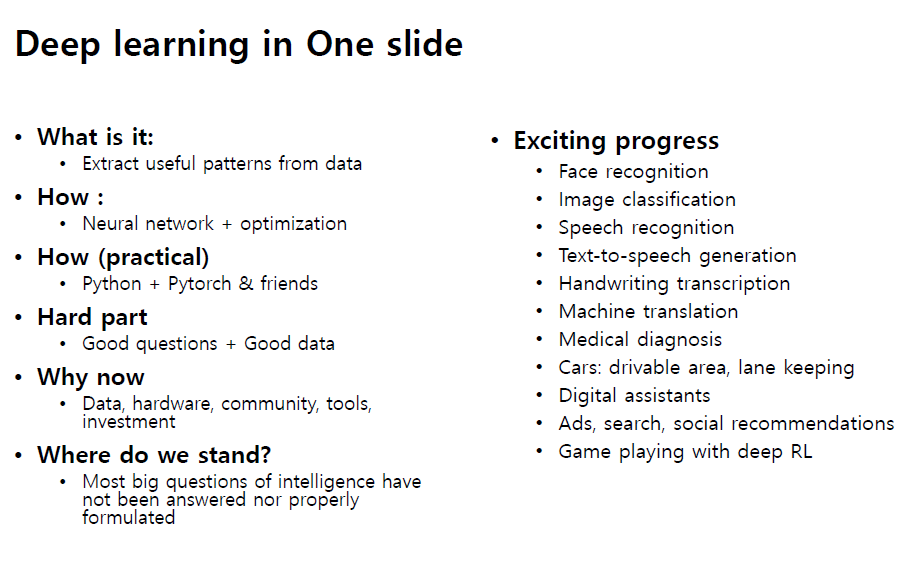 Deep learning in One slide
• What is it:
• Extract useful patterns from data
• How :
• Neural network + optimization
• How (practical)
• Python + Pytorch & friends
• Hard part
• Good questions + Good data
• Why now
• Data, hardware, community, tools,
investment
• Where do we stand?
• Most big questions of intelligence have
not been answered nor properly
formulated
• Exciting progress
• Face recognition
• Image classification
• Speech recognition
• Text-to-speech generation
• Handwriting transcription
• Machine translation
• Medical diagnosis
• Cars: drivable area, lane keeping
• Digital assistants
• Ads, search, social recommendations
• Game playing with deep RL